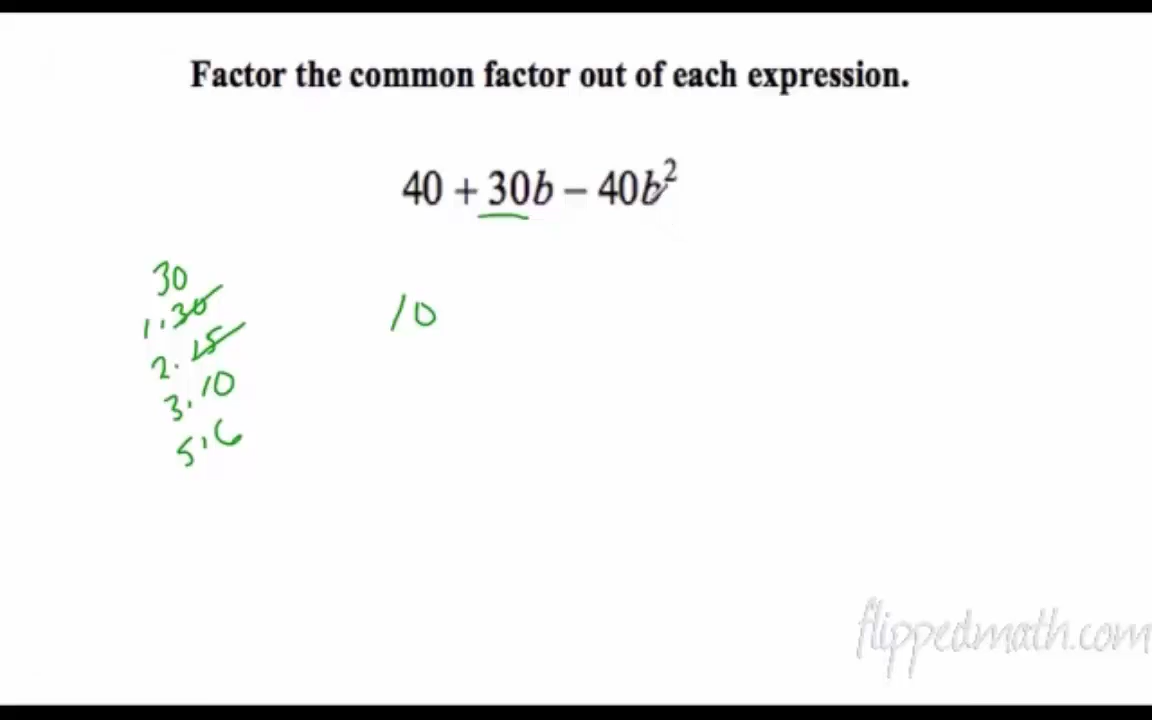 Factor the common factor out of each expression.
40 + 30b − 40b²
30
1·30
2·15
3·10
5·6
10
flippedmath.com